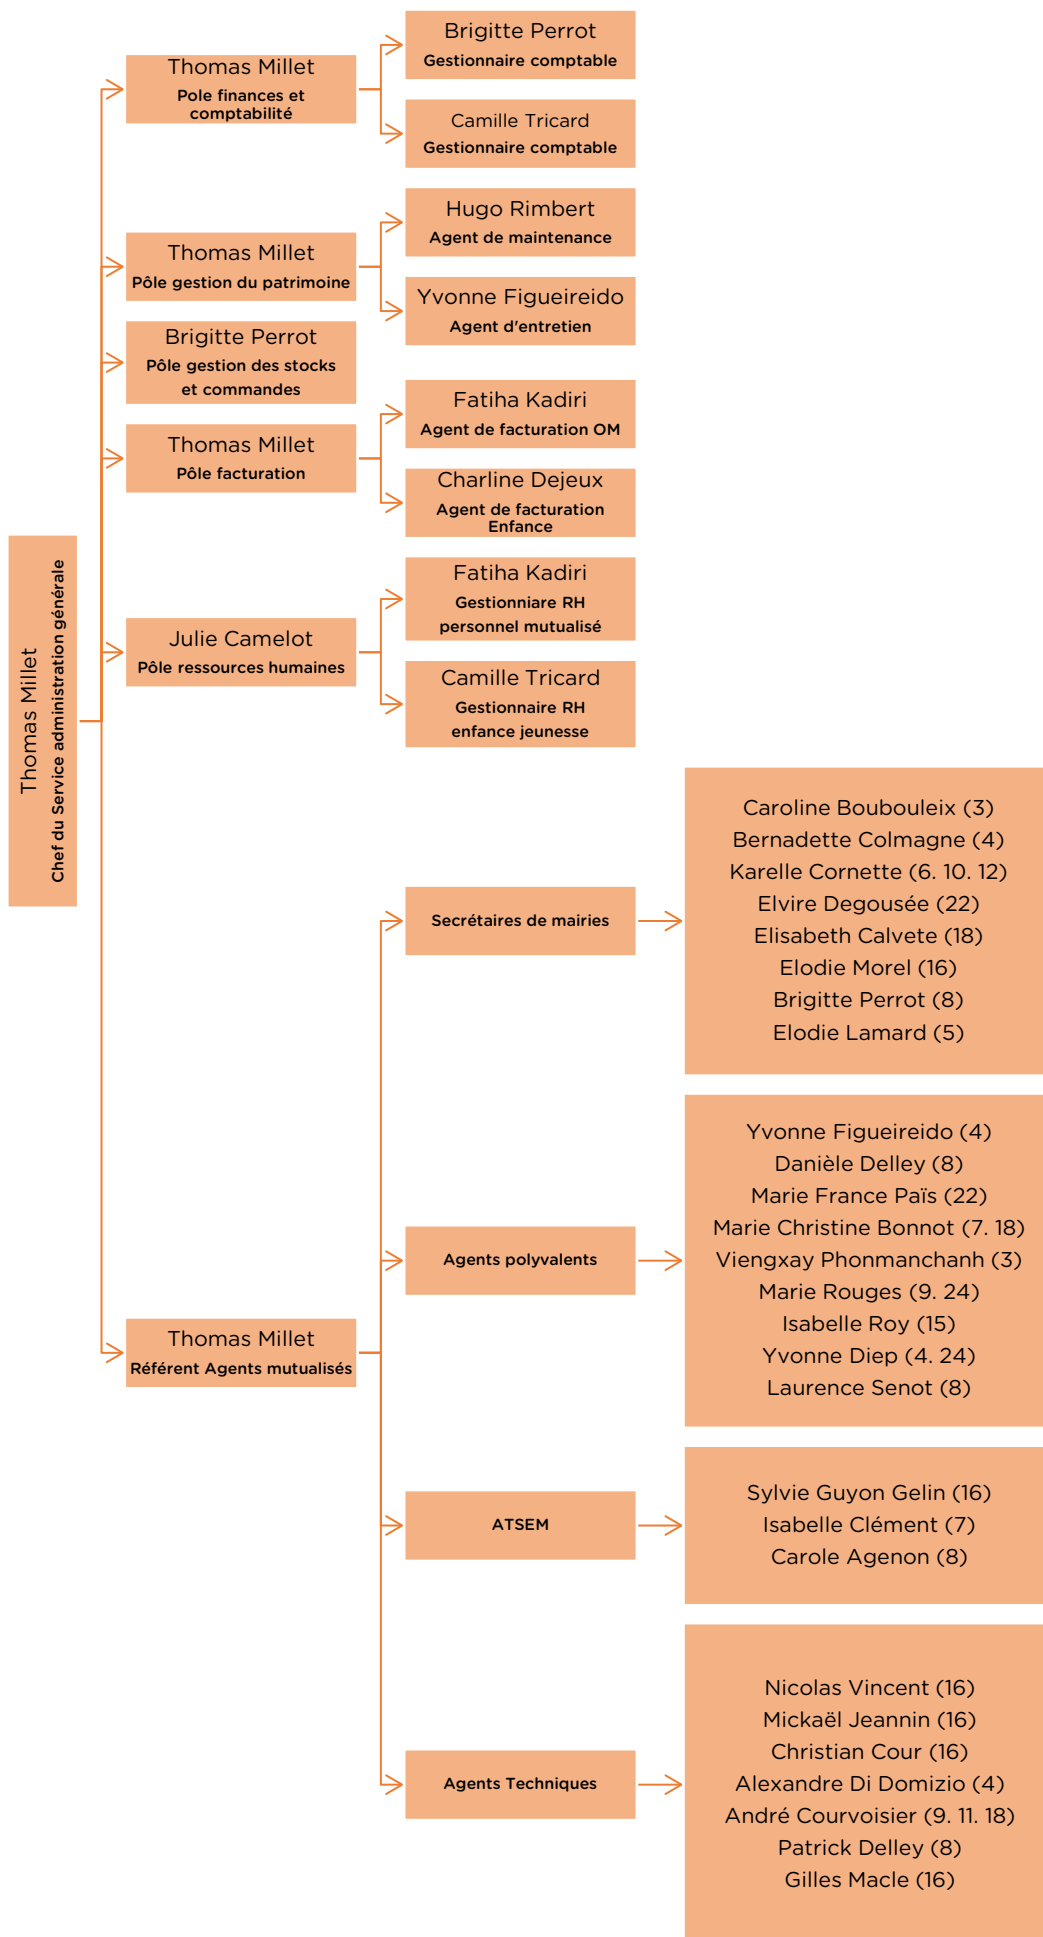 Thomas Millet
Chef du Service administration générale
Thomas Millet
Pole finances et
comptabilité
Brigitte Perrot
Gestionnaire comptable
Camille Tricard
Gestionnaire comptable
Thomas Millet
Pôle gestion du patrimoine
Hugo Rimbert
Agent de maintenance
Yvonne Figueireido
Agent d'entretien
Brigitte Perrot
Pôle gestion des stocks
et commandes
Thomas Millet
Pôle facturation
Fatiha Kadiri
Agent de facturation OM
Charline Dejeux
Agent de facturation
Enfance
Julie Camelot
Pôle ressources humaines
Fatiha Kadiri
Gestionniare RH
personnel mutualisé
Camille Tricard
Gestionnaire RH
enfance jeunesse
Thomas Millet
Référent Agents mutualisés
Secrétaires de mairies
Caroline Boubouleix (3)
Bernadette Colmagne (4)
Karelle Cornette (6. 10. 12)
Elvire Degousée (22)
Elisabeth Calvete (18)
Elodie Morel (16)
Brigitte Perrot (8)
Elodie Lamard (5)
Agents polyvalents
Yvonne Figueireido (4)
Danièle Delley (8)
Marie France Païs (22)
Marie Christine Bonnot (7. 18)
Viengxay Phonmanchanh (3)
Marie Rouges (9. 24)
Isabelle Roy (15)
Yvonne Diep (4. 24)
Laurence Senot (8)
ATSEM
Sylvie Guyon Gelin (16)
Isabelle Clément (7)
Carole Agenon (8)
Agents Techniques
Nicolas Vincent (16)
Mickaël Jeannin (16)
Christian Cour (16)
Alexandre Di Domizio (4)
André Courvoisier (9. 11. 18)
Patrick Delley (8)
Gilles Macle (16)